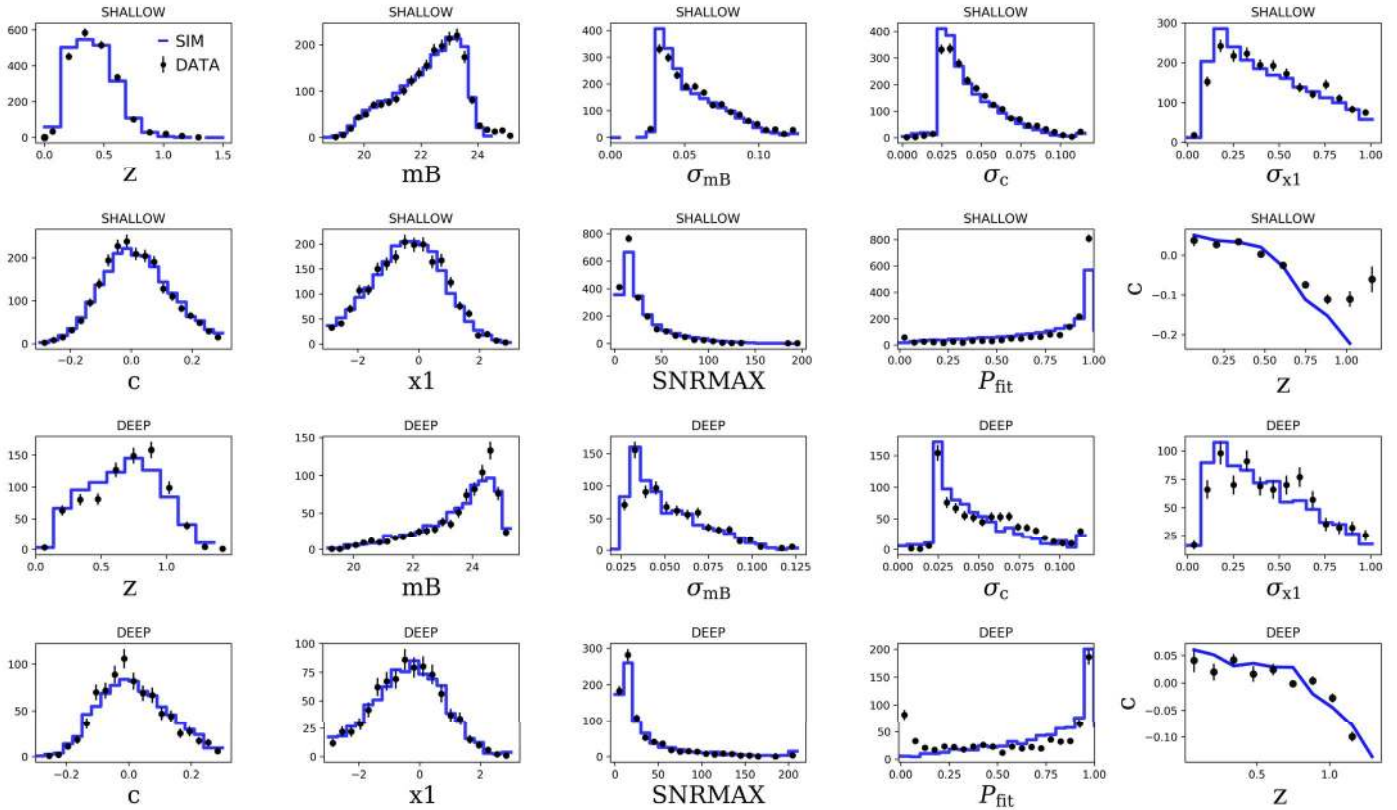 SHALLOW SHALLOW SHALLOW SHALLOW SHALLOW
600 400 200 0
SIM
DATA
200 100 0
400 300 200 100 0
400 300 200 100 0
300 200 100 0
0.0 0.5 1.0 1.5
20 22 24
0.00 0.05 0.10
0.000 0.025 0.050 0.075 0.100
0.00 0.25 0.50 0.75 1.00
z mB σmB σc σx1
SHALLOW SHALLOW SHALLOW SHALLOW SHALLOW
200 100 0
200 150 100 50 0
800 600 400 200 0
800 600 400 200 0
0.0 −0.1 −0.2
c
−0.2 0.0 0.2
−2 0 2
0 50 100 150 200
0.00 0.25 0.50 0.75 1.00
0.00 0.25 0.50 0.75 1.00
c x1 SNRMAX Pfit z
DEEP DEEP DEEP DEEP DEEP
150 100 50 0
150 100 50 0
150 100 50 0
150 100 50 0
100 75 50 25
0.0 0.5 1.0
20 22 24
0.025 0.050 0.075 0.100 0.125
0.000 0.025 0.050 0.075 0.100
0.00 0.25 0.50 0.75 1.00
z mB σmB σc σx1
DEEP DEEP DEEP DEEP DEEP
100 50 0
100 75 50 25 0
300 200 100 0
200 150 100 50 0
0.05 0.00 −0.05 −0.10
c
−0.2 0.0 0.2
−2 0 2
0 50 100 150 200
0.00 0.25 0.50 0.75 1.00
0.5 1.0
c x1 SNRMAX Pfit z